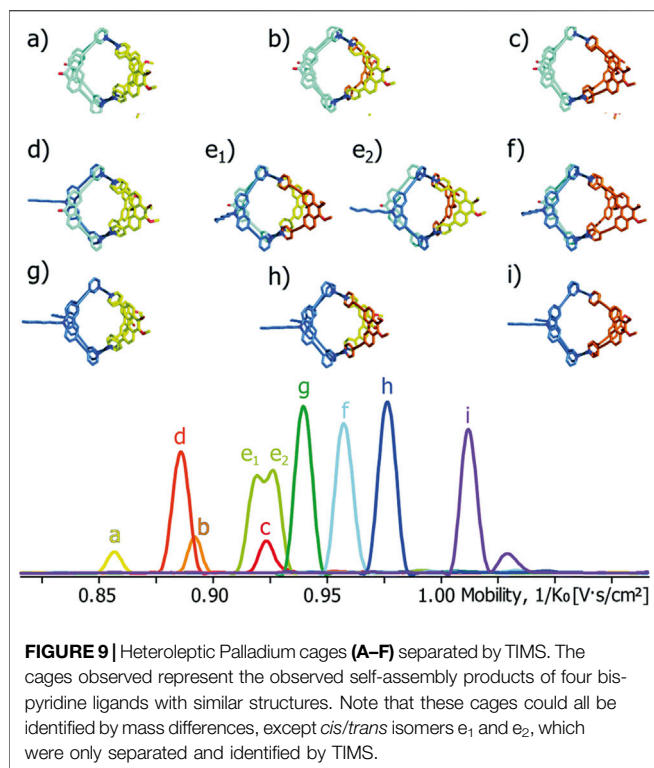 a) b) c)
d) e₁) e₂) f)
g) h) i)
a d b e₁ e₂ c g f h i
0.85 0.90 0.95 1.00 Mobility, 1/K₀ [V·s/cm²]
FIGURE 9 | Heteroleptic Palladium cages (A–F) separated by TIMS. The
cages observed represent the observed self-assembly products of four bis-
pyridine ligands with similar structures. Note that these cages could all be
identified by mass differences, except cis/trans isomers e₁ and e₂, which
were only separated and identified by TIMS.